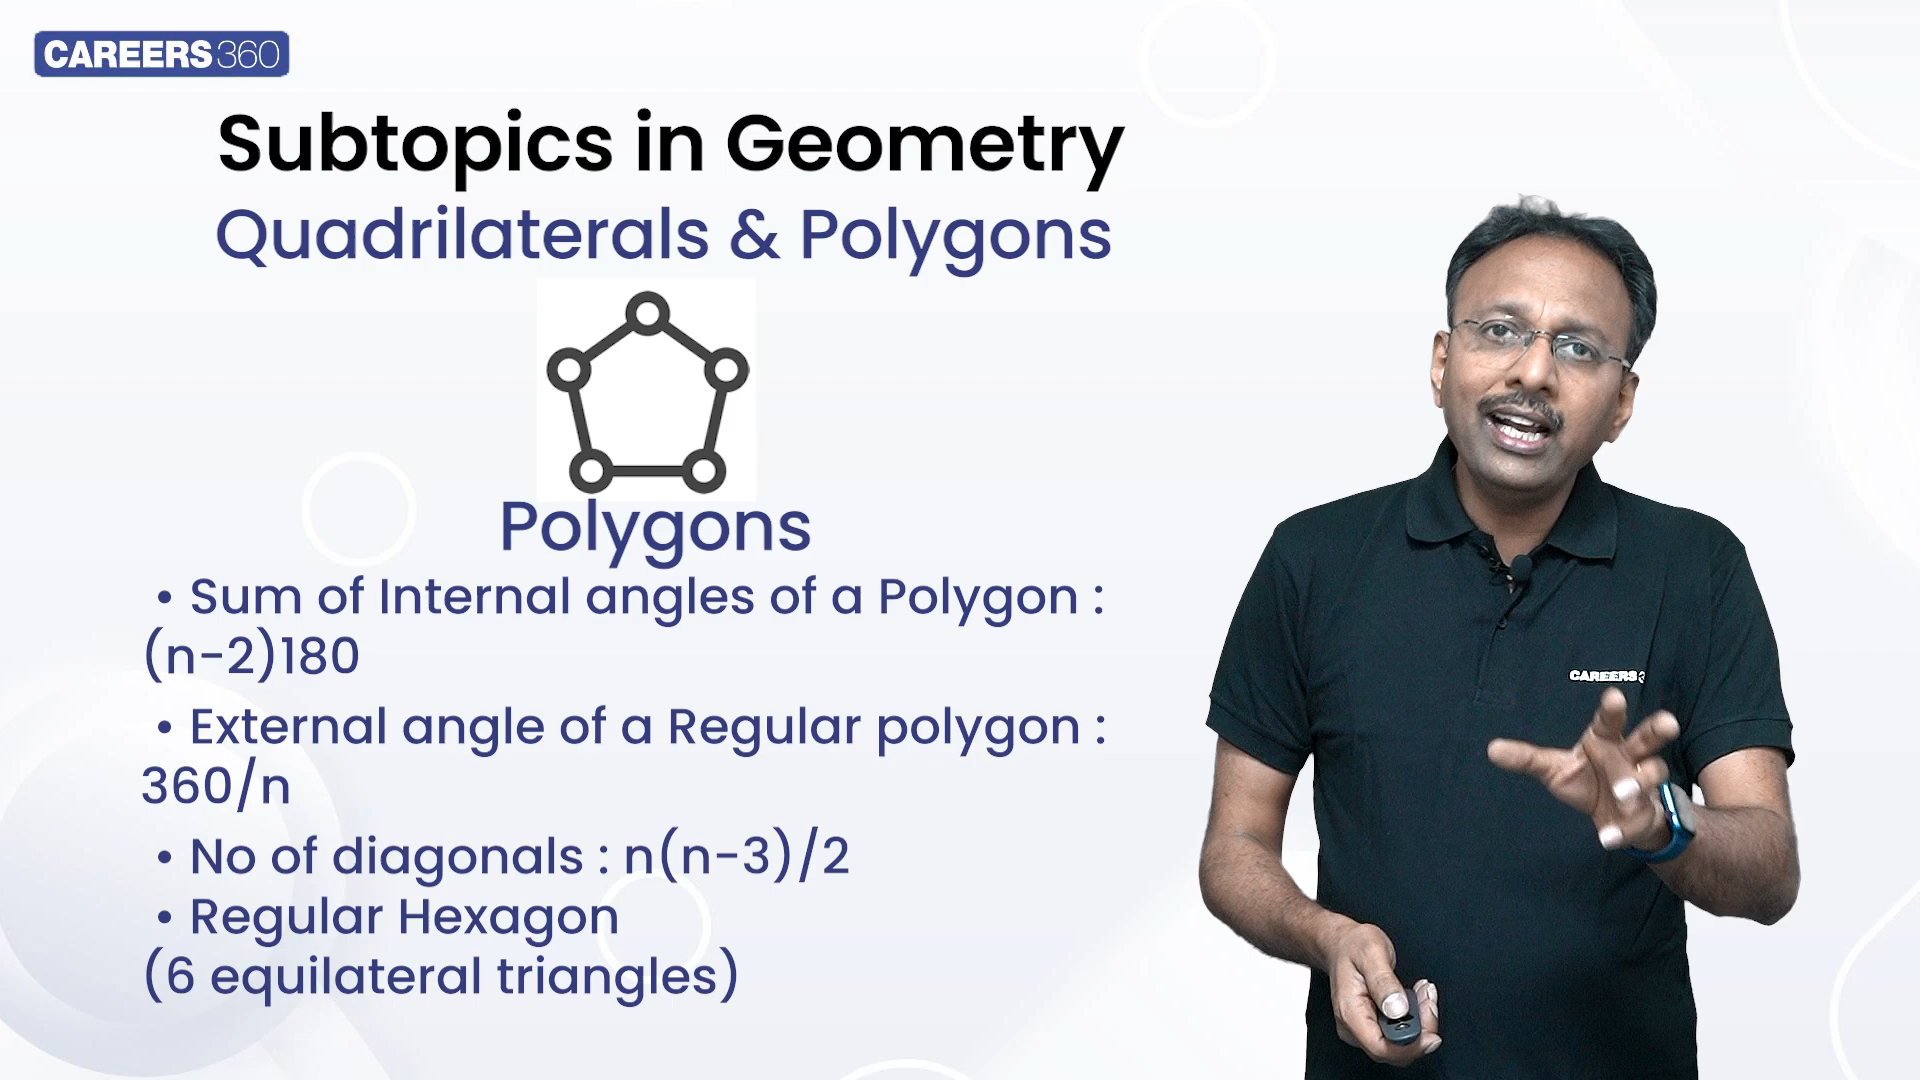 CAREERS360
Subtopics in Geometry
Quadrilaterals & Polygons
Polygons
• Sum of Internal angles of a Polygon :
(n-2)180
• External angle of a Regular polygon :
360/n
• No of diagonals : n(n-3)/2
• Regular Hexagon
(6 equilateral triangles)
CAREERS3